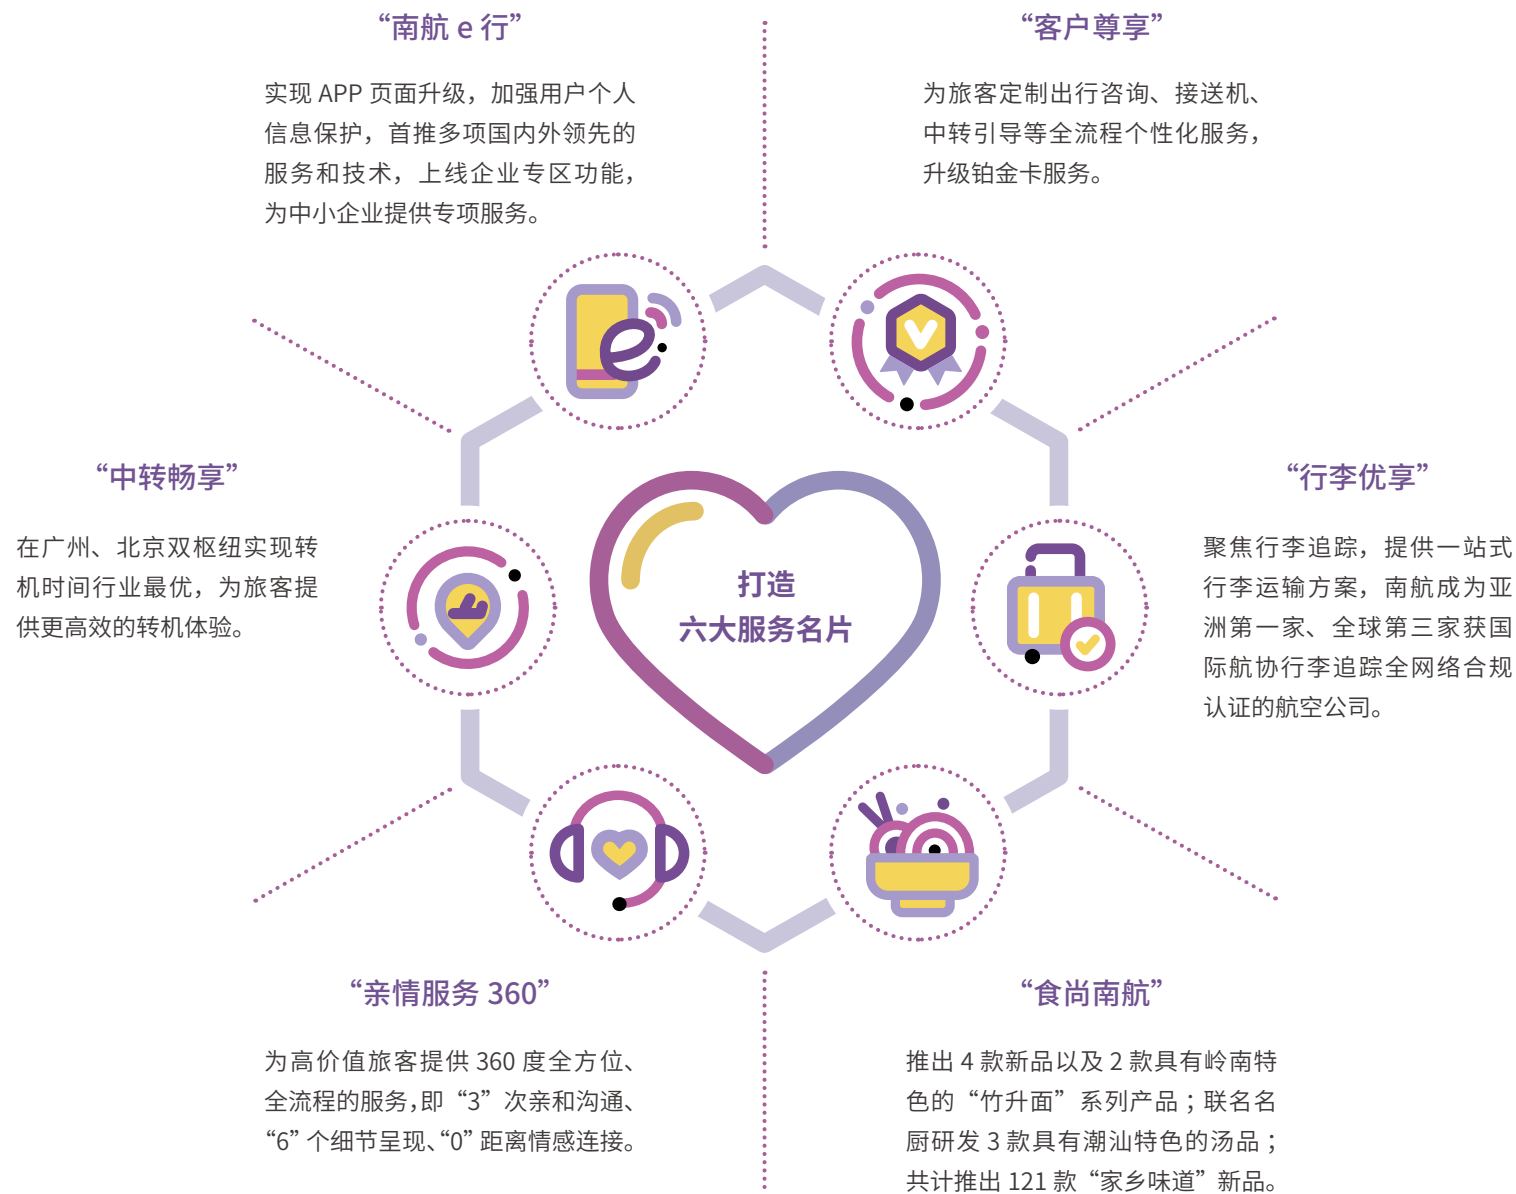 “南航 e 行”
实现 APP 页面升级，加强用户个人
信息保护，首推多项国内外领先的
服务和技术，上线企业专区功能，
为中小企业提供专项服务。
“客户尊享”
为旅客定制出行咨询、接送机、
中转引导等全流程个性化服务，
升级铂金卡服务。
“中转畅享”
在广州、北京双枢纽实现转
机时间行业最优，为旅客提
供更高效的转机体验。
打造
六大服务名片
“行李优享”
聚焦行李追踪，提供一站式
行李运输方案，南航成为亚
洲第一家、全球第三家获国
际航协行李追踪全网络合规
认证的航空公司。
“亲情服务 360”
为高价值旅客提供 360 度全方位、
全流程的服务，即“3”次亲和沟通、
“6”个细节呈现、“0”距离情感连接。
“食尚南航”
推出 4 款新品以及 2 款具有岭南特
色的“竹升面”系列产品；联名名
厨研发 3 款具有潮汕特色的汤品；
共计推出 121 款“家乡味道”新品。